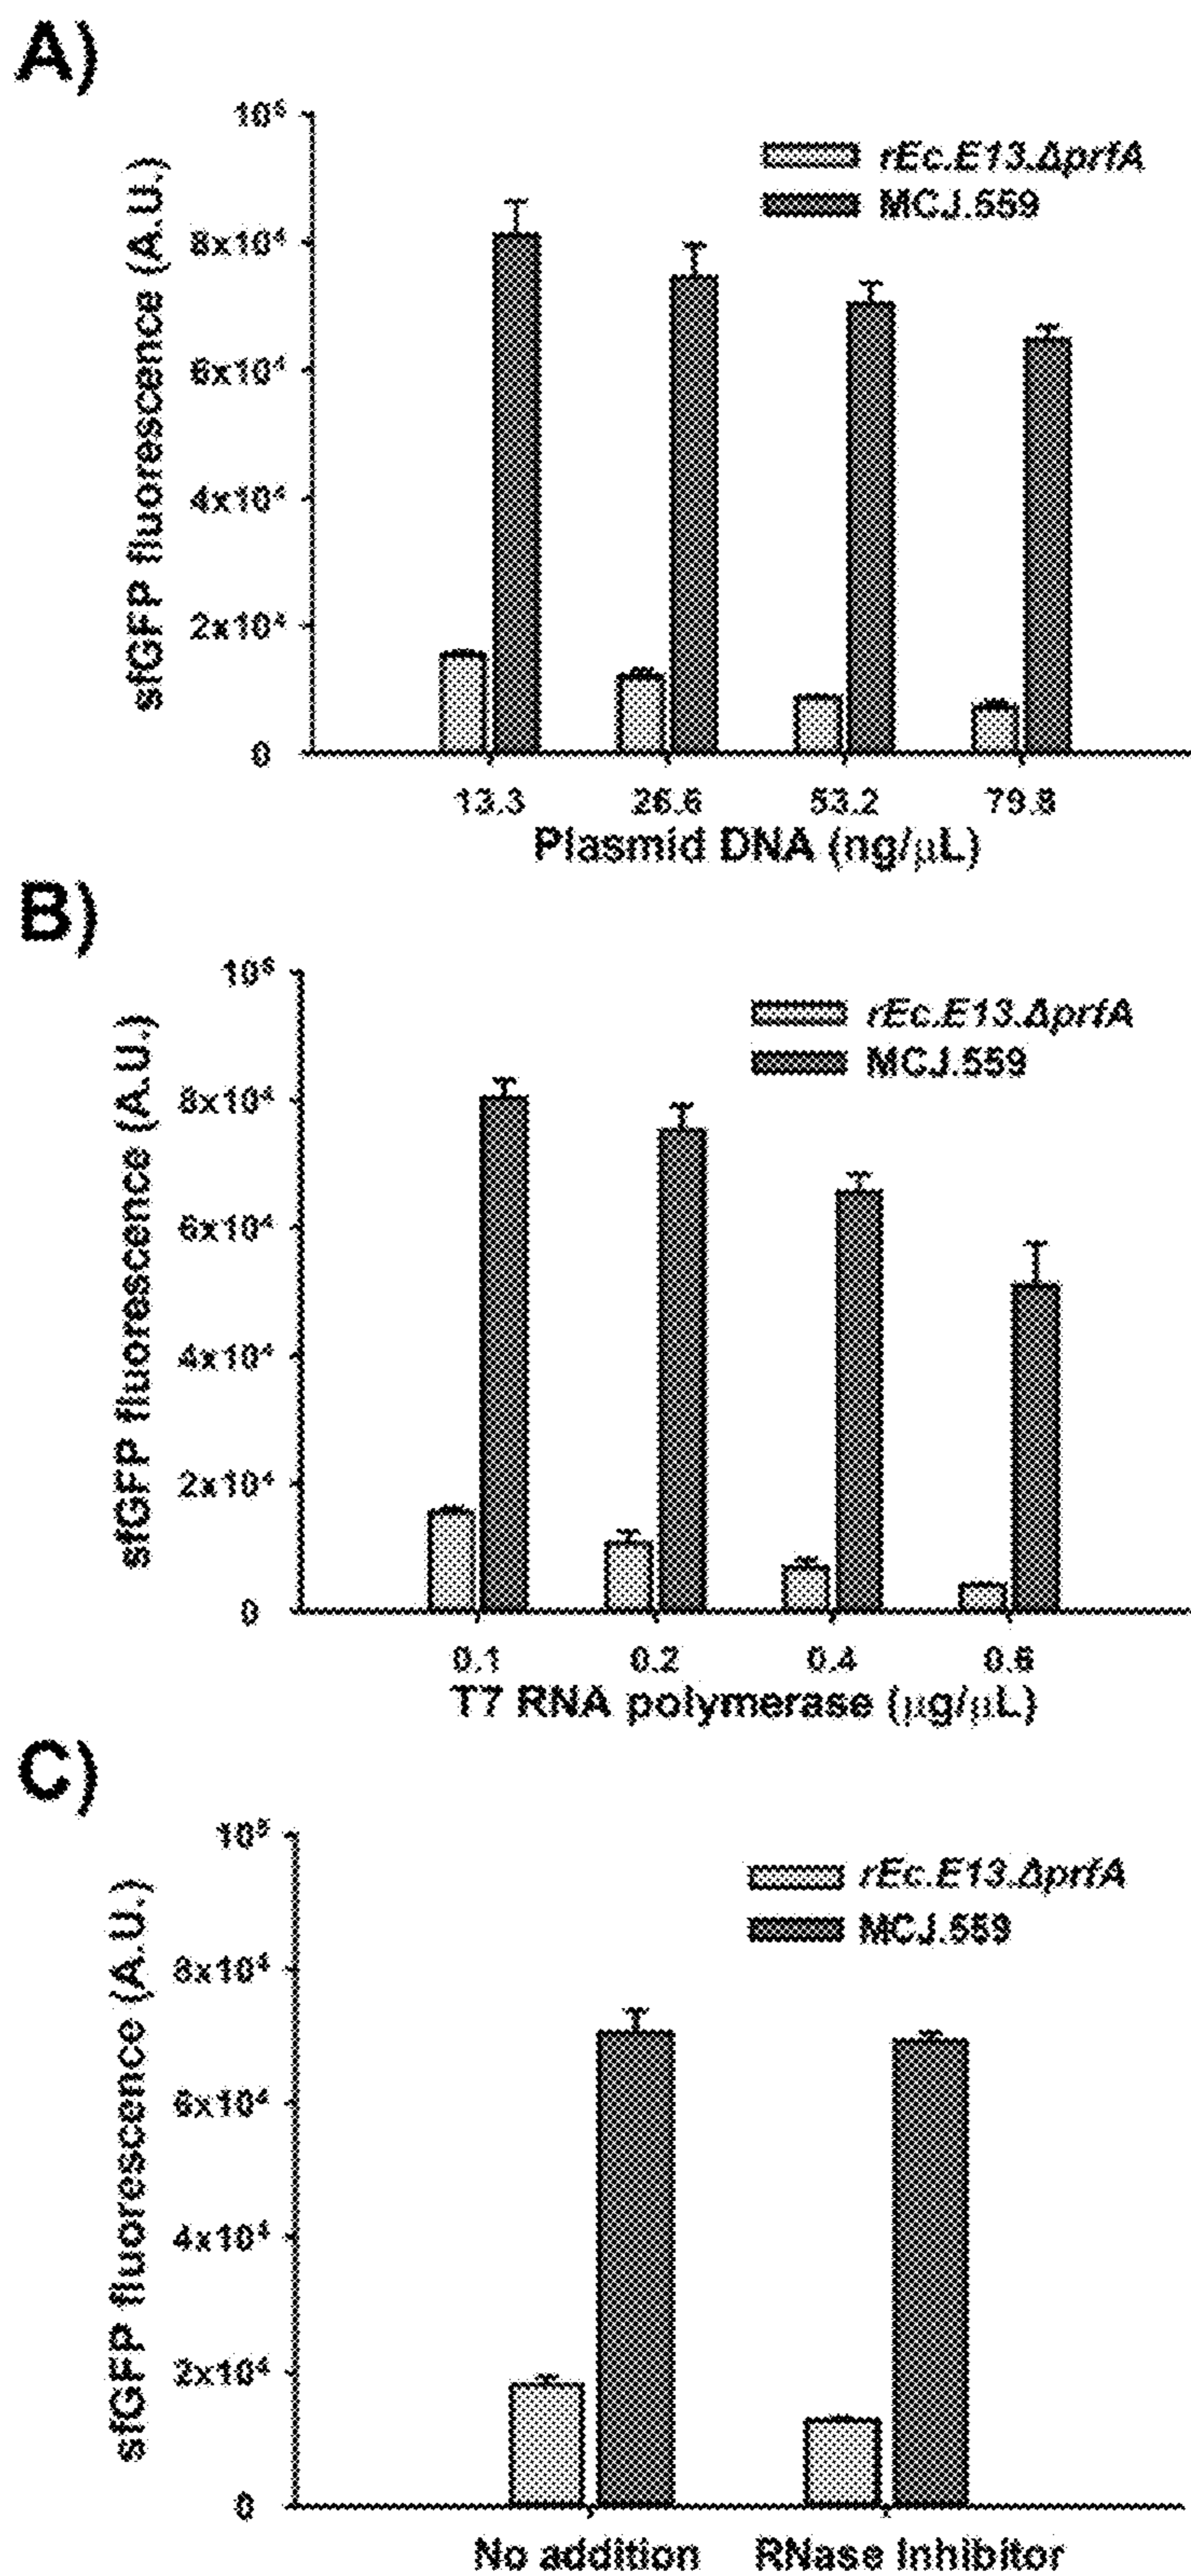 A)
10⁵
rEc.E13.ΔprfA
MCJ.559
8x10⁴
6x10⁴
4x10⁴
2x10⁴
0
sfGFP fluorescence (A.U.)
13.3 26.6 53.2 79.8
Plasmid DNA (ng/μL)
B)
10⁵
rEc.E13.ΔprfA
MCJ.559
8x10⁴
6x10⁴
4x10⁴
2x10⁴
0
sfGFP fluorescence (A.U.)
0.1 0.2 0.4 0.6
T7 RNA polymerase (μg/μL)
C)
10⁵
rEc.E13.ΔprfA
MCJ.559
8x10⁴
6x10⁴
4x10⁴
2x10⁴
0
sfGFP fluorescence (A.U.)
No addition RNase Inhibitor